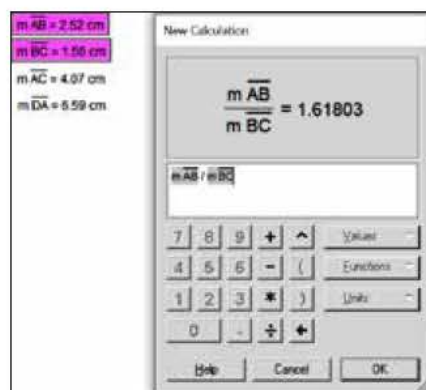 m AB = 2.52 cm
m BC = 1.56 cm
m AC = 4.07 cm
m DA = 6.59 cm
New Calculation
m AB
m BC
= 1.61803
m AB / m BC
7 8 9 + ^ Values
4 5 6 - ( Functions
1 2 3 * ) Units
0 . ÷ ←
Help Cancel OK